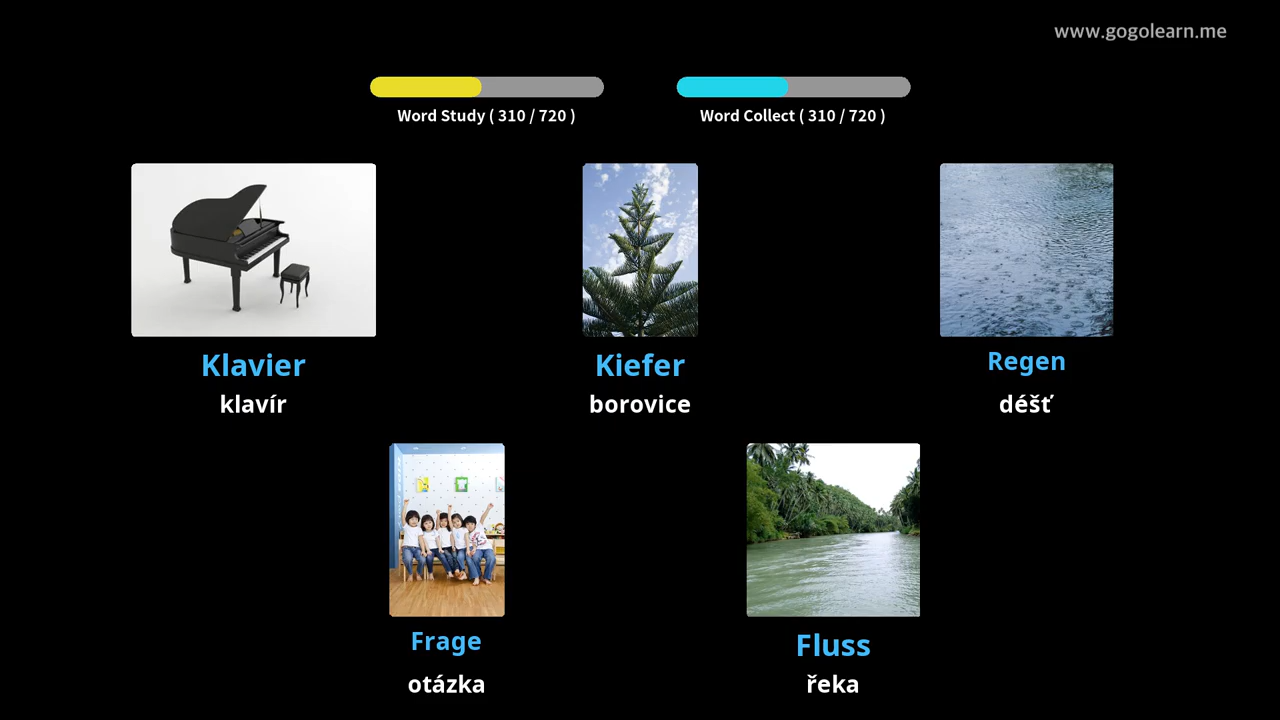 www.gogolearn.me
Word Study ( 310 / 720 )
Word Collect ( 310 / 720 )
Klavier
klavír
Kiefer
borovice
Regen
déšť
Frage
otázka
Fluss
řeka